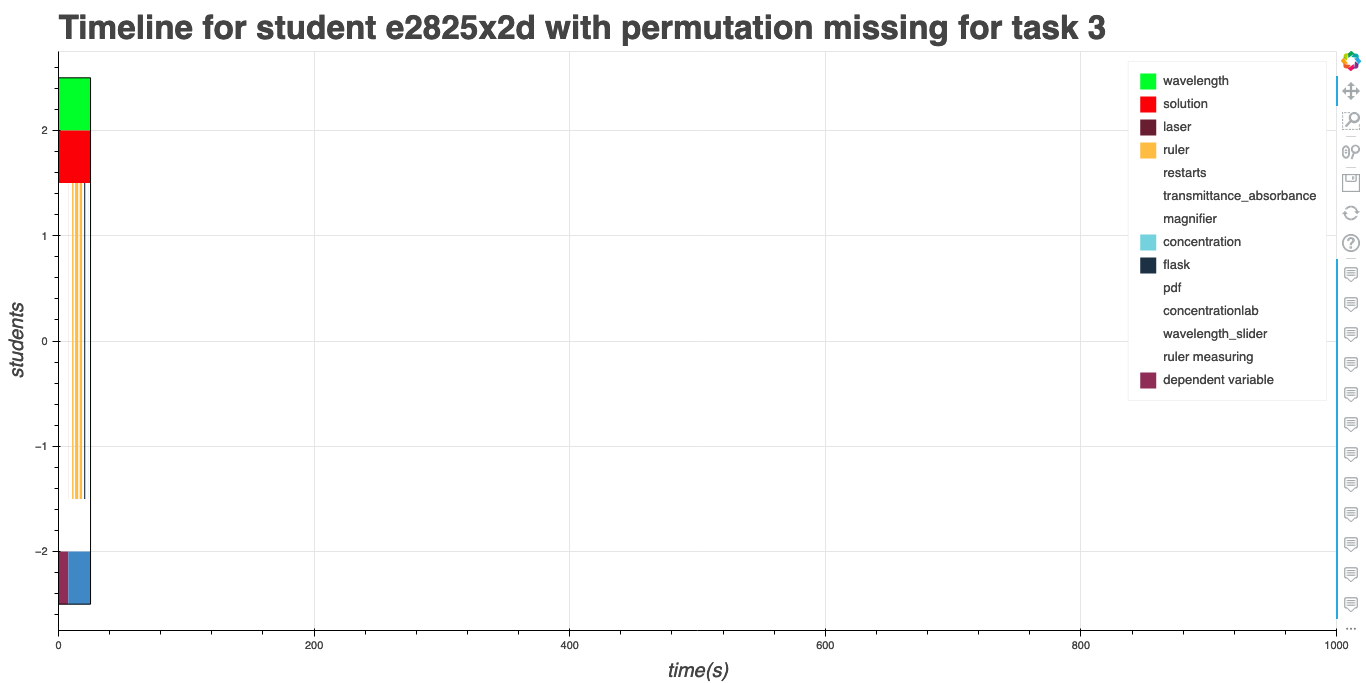 Timeline for student e2825x2d with permutation missing for task 3
wavelength
solution
laser
ruler
restarts
transmittance_absorbance
magnifier
concentration
flask
pdf
concentrationlab
wavelength_slider
ruler measuring
dependent variable
2
1
0
−1
−2
students
0 200 400 600 800 1000
time(s)